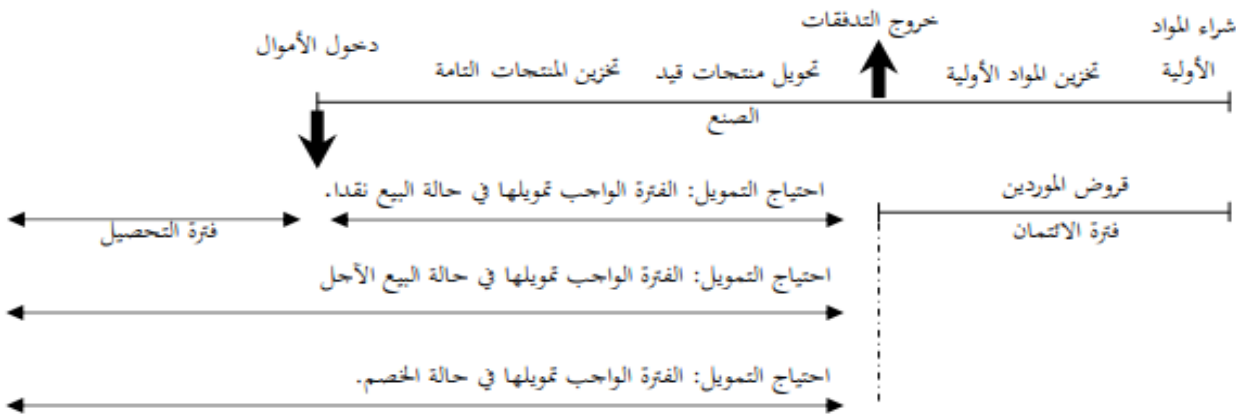 شراء المواد
الأولية
خروج التدفقات
دخول الأموال
تخزين المواد الأولية
تحويل منتجات قيد
الصنع
تخزين المنتجات التامة
قروض الموردين
فترة الائتمان
احتياج التمويل: الفترة الواجب تمويلها في حالة البيع نقدا.
فترة التحصيل
احتياج التمويل: الفترة الواجب تمويلها في حالة البيع الآجل
احتياج التمويل: الفترة الواجب تمويلها في حالة الخصم.